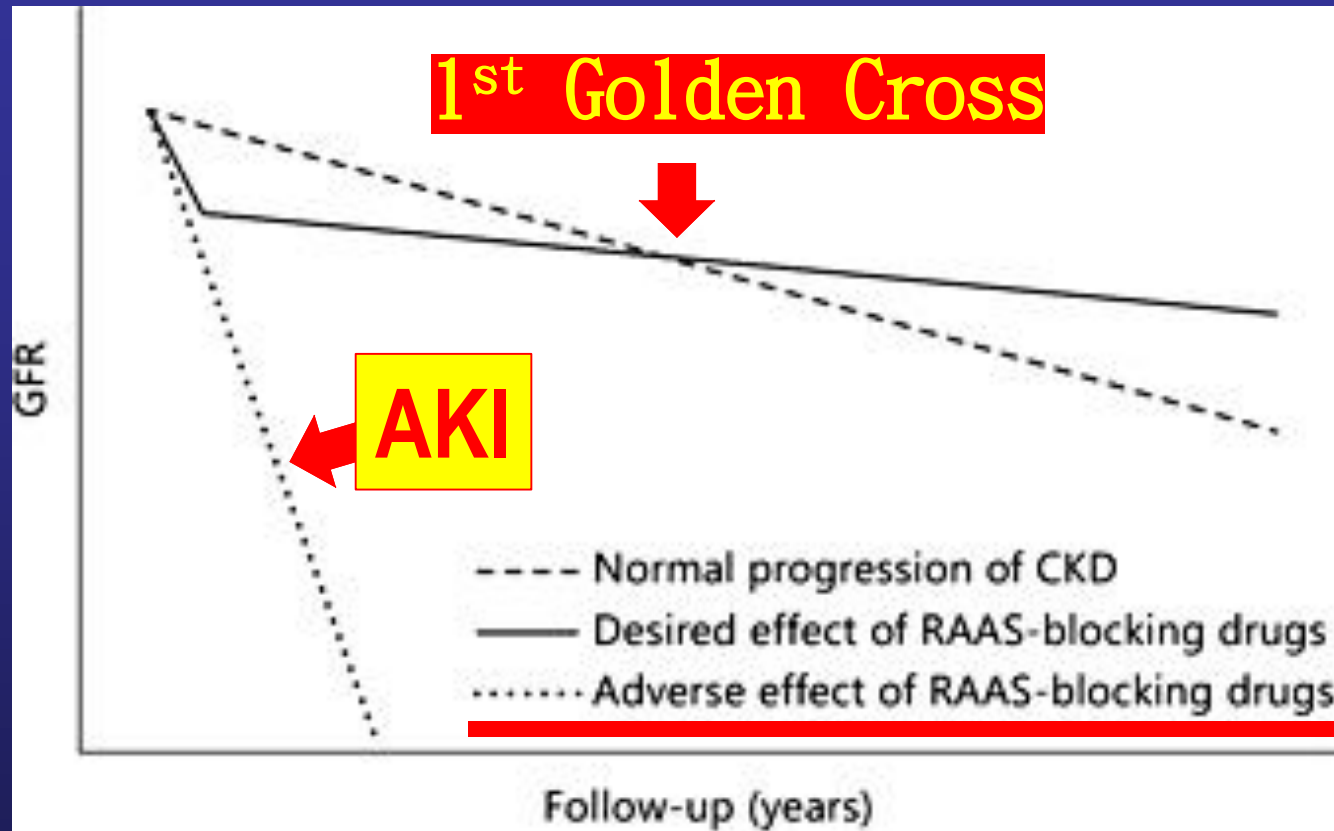 1st Golden Cross
GFR
AKI
Normal progression of CKD
Desired effect of RAAS-blocking drugs
Adverse effect of RAAS-blocking drugs
Follow-up (years)